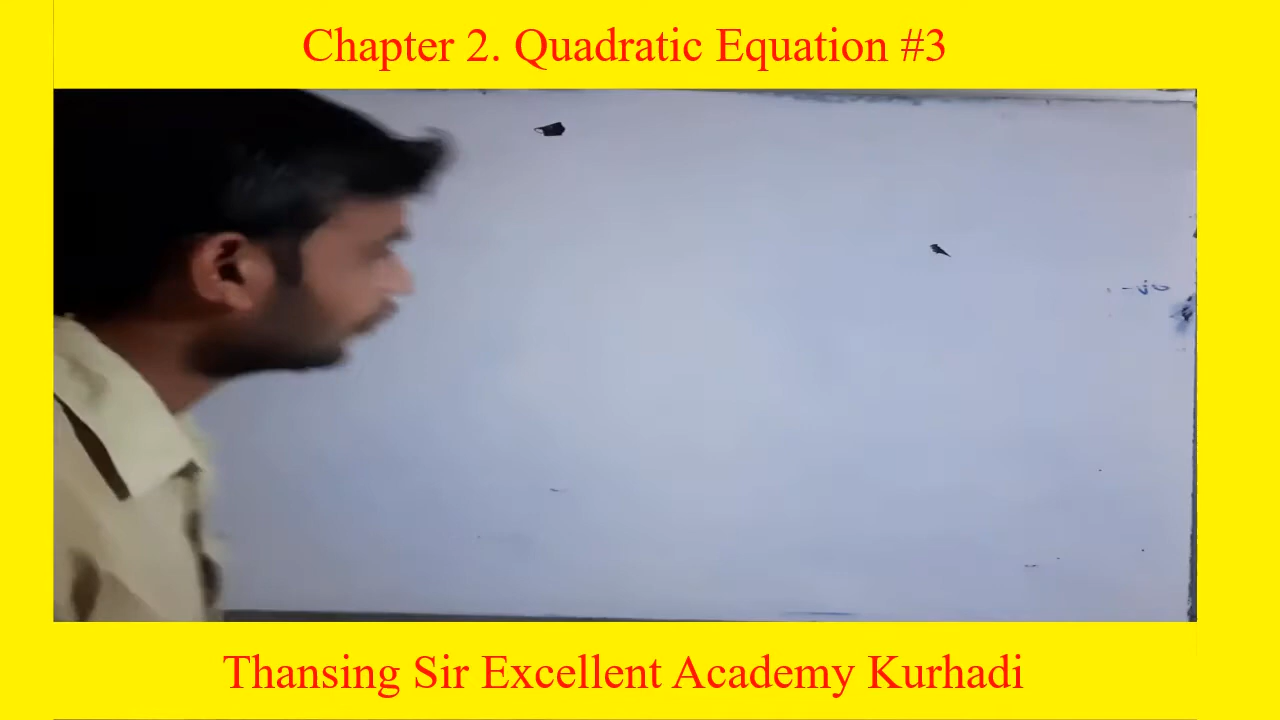 Chapter 2. Quadratic Equation #3
Thansing Sir Excellent Academy Kurhadi